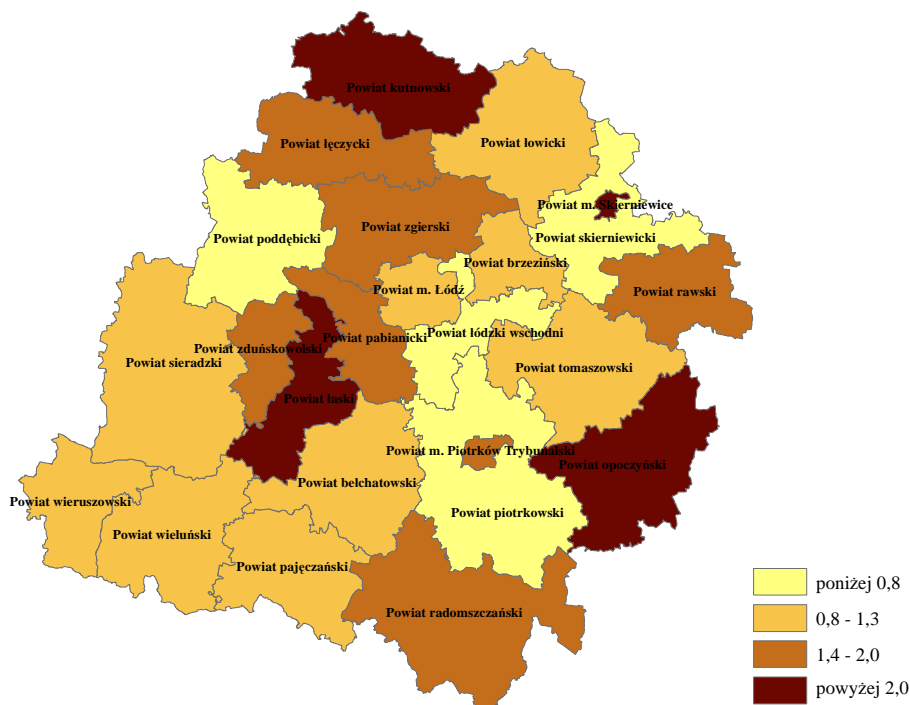 Powiat kutnowski
Powiat łęczycki
Powiat łowicki
Powiat m. Skierniewice
Powiat zgierski
Powiat skierniewicki
Powiat poddębicki
Powiat brzeziński
Powiat m. Łódź
Powiat rawski
Powiat pabianicki
Powiat łódzki wschodni
Powiat zduńskowolski
Powiat sieradzki
Powiat tomaszowski
Powiat łaski
Powiat m. Piotrków Trybunalski
Powiat opoczyński
Powiat bełchatowski
Powiat wieruszowski
Powiat piotrkowski
Powiat wieluński
Powiat pajęczański
Powiat radomszczański
poniżej 0,8
0,8 - 1,3
1,4 - 2,0
powyżej 2,0